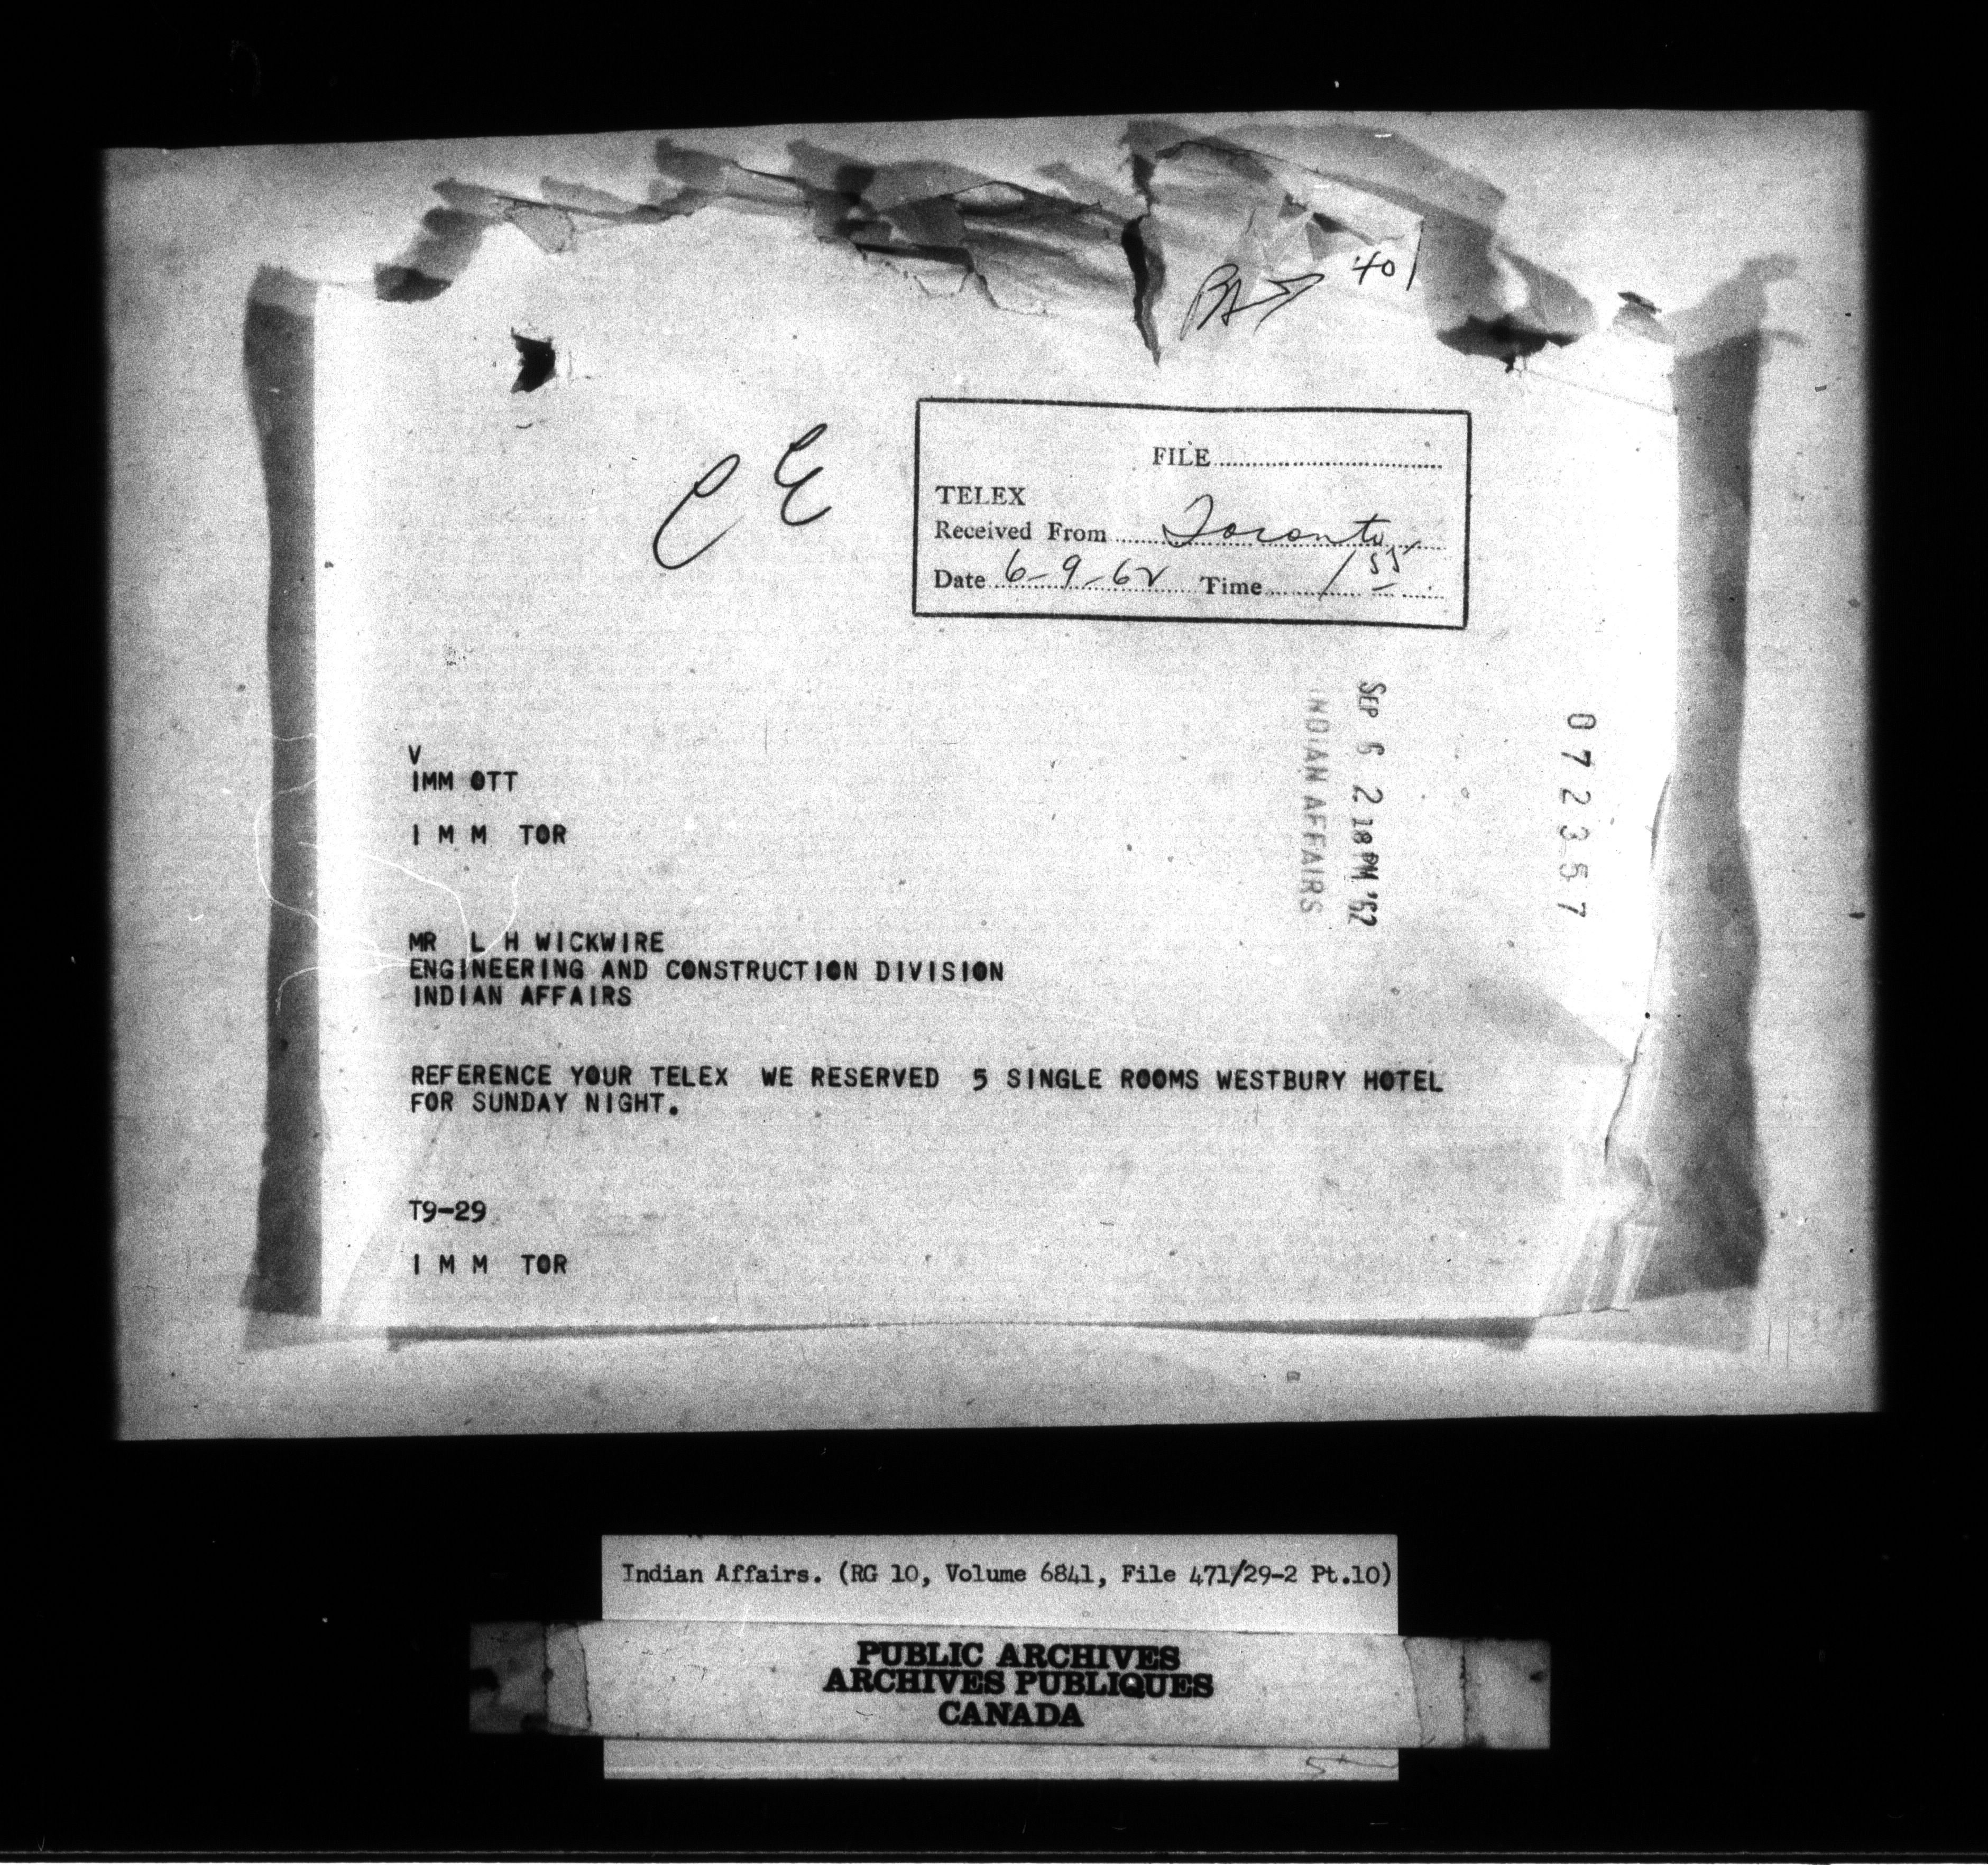 401
C E
FILE
TELEX
Received From Toronto
Date 6-9-62 Time 1 55
SEP 6 2 18 PM '62
INDIAN AFFAIRS
072357
V
IMM OTT
I M M TOR
MR L H WICKWIRE
ENGINEERING AND CONSTRUCTION DIVISION
INDIAN AFFAIRS
REFERENCE YOUR TELEX WE RESERVED 5 SINGLE ROOMS WESTBURY HOTEL
FOR SUNDAY NIGHT.
T9-29
I M M TOR
Indian Affairs. (RG 10, Volume 6841, File 471/29-2 Pt.10)
PUBLIC ARCHIVES
ARCHIVES PUBLIQUES
CANADA